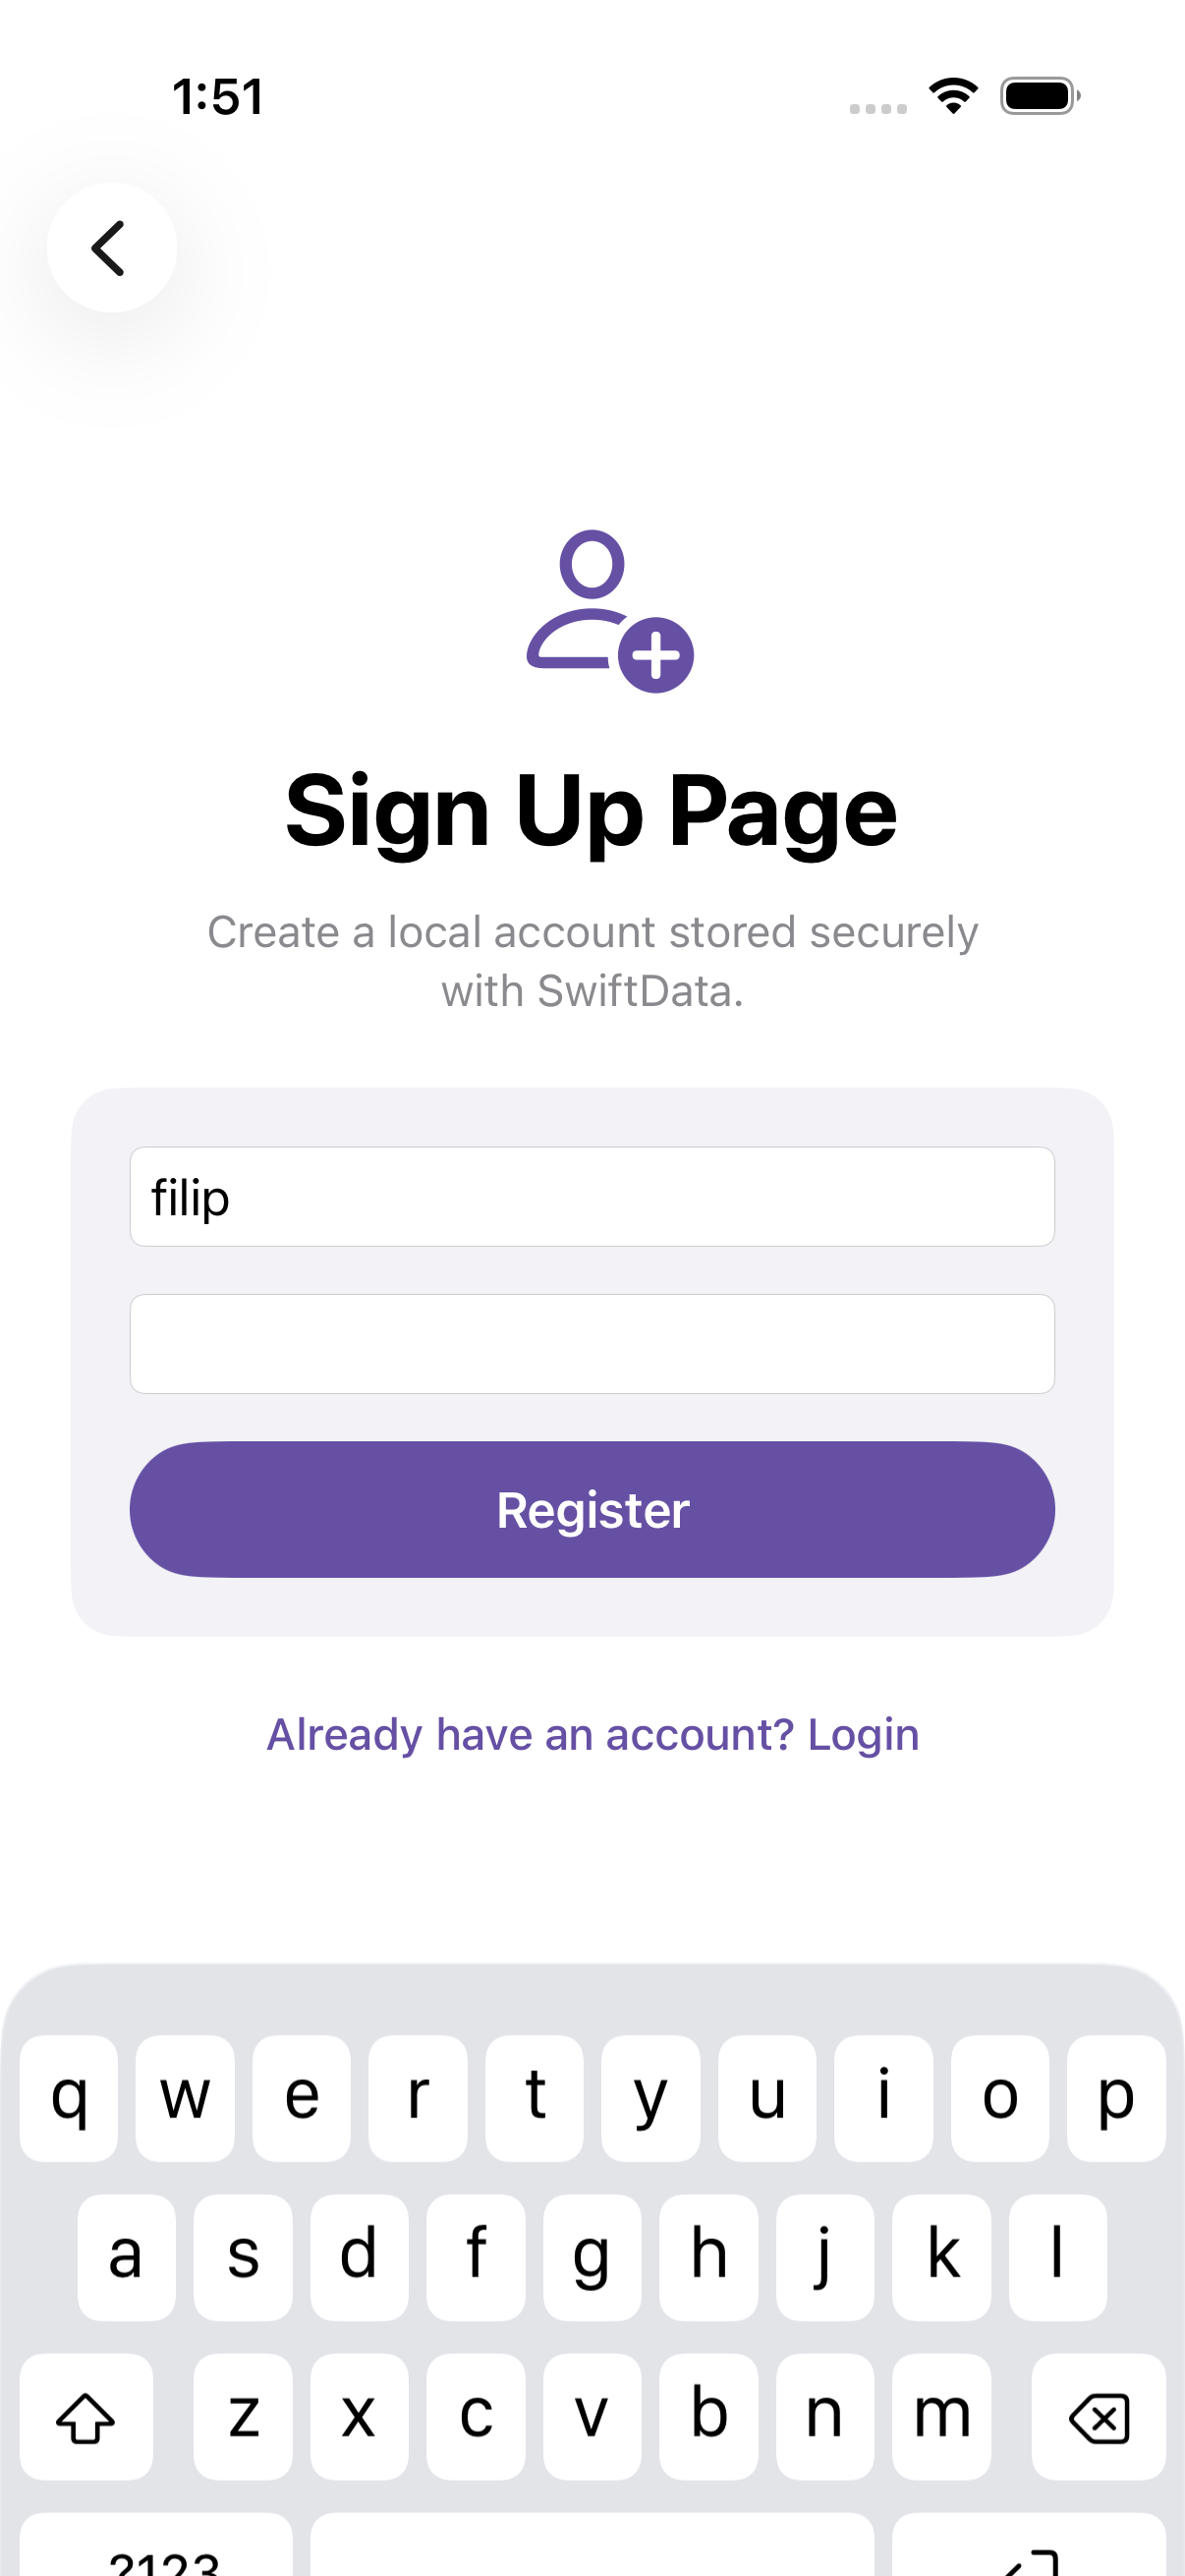 1:51
Sign Up Page
Create a local account stored securely
with SwiftData.
filip
Register
Already have an account? Login
q w e r t y u i o p
a s d f g h j k l
z x c v b n m
?123